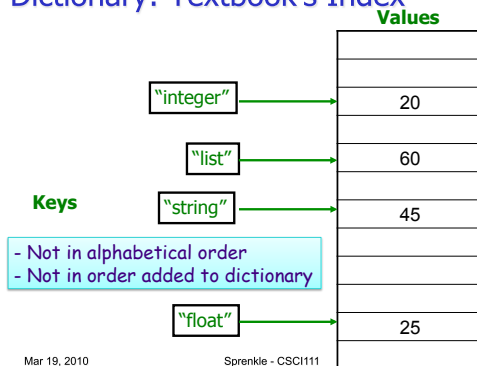 Dictionary: Textbook's Index
Values
"integer" 20
"list" 60
Keys "string" 45
- Not in alphabetical order
- Not in order added to dictionary
"float" 25
Mar 19, 2010 Sprenkle - CSCI111